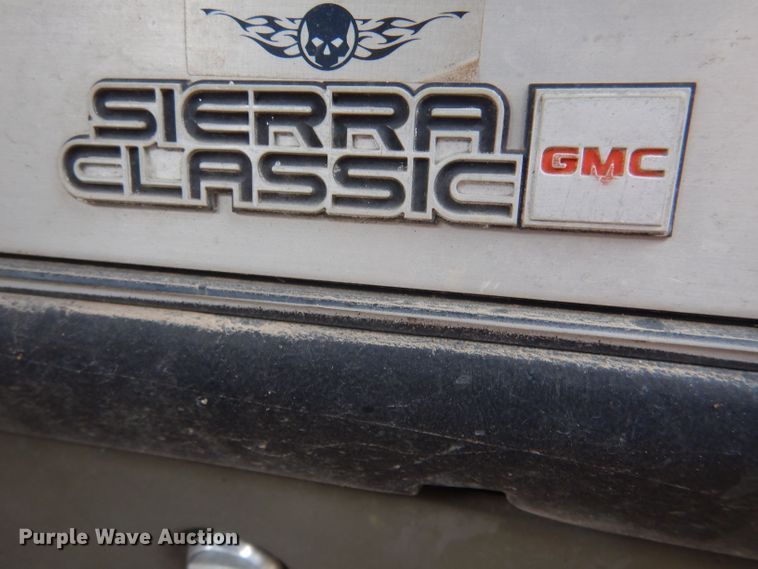 SIERRA
CLASSIC
GMC
Purple Wave Auction